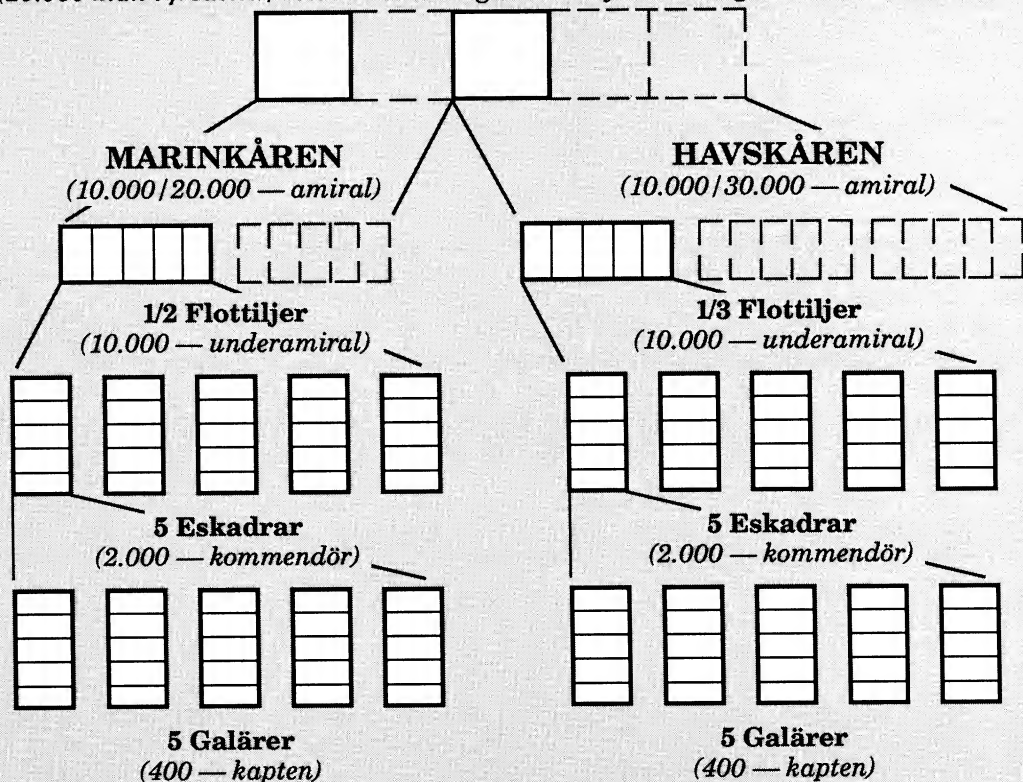 MARINKÅREN
(10.000/20.000 — amiral)
HAVSKÅREN
(10.000/30.000 — amiral)
1/2 Flottiljer
(10.000 — underamiral)
1/3 Flottiljer
(10.000 — underamiral)
5 Eskadrar
(2.000 — kommendör)
5 Eskadrar
(2.000 — kommendör)
5 Galärer
(400 — kapten)
5 Galärer
(400 — kapten)